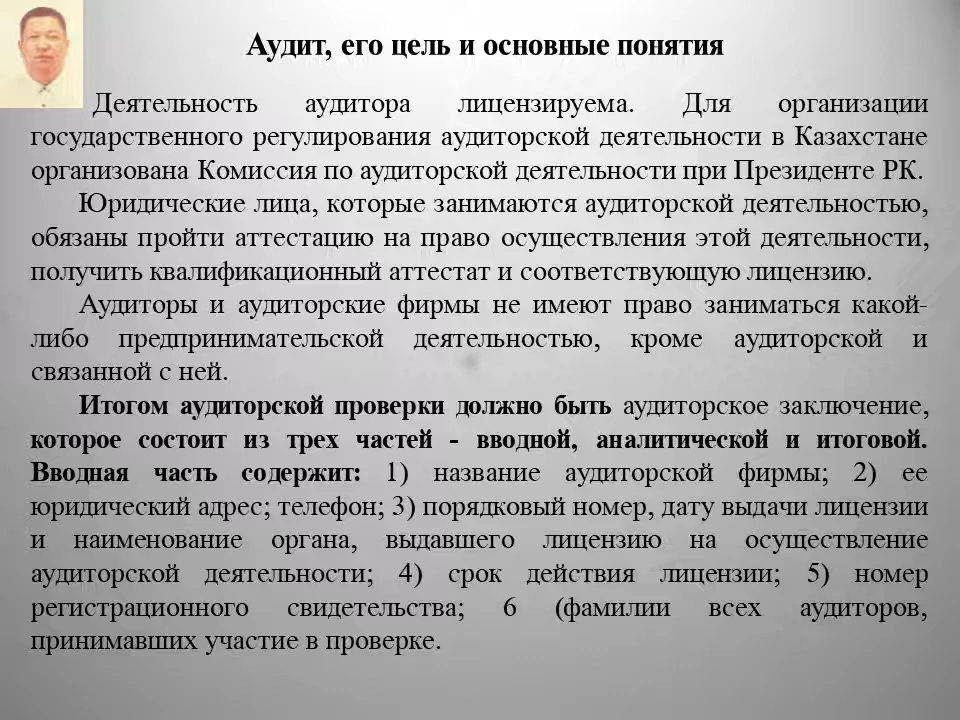 Аудит, его цель и основные понятия
Деятельность аудитора лицензируема. Для организации
государственного регулирования аудиторской деятельности в Казахстане
организована Комиссия по аудиторской деятельности при Президенте РК.
Юридические лица, которые занимаются аудиторской деятельностью,
обязаны пройти аттестацию на право осуществления этой деятельности,
получить квалификационный аттестат и соответствующую лицензию.
Аудиторы и аудиторские фирмы не имеют право заниматься какой-
либо предпринимательской деятельностью, кроме аудиторской и
связанной с ней.
Итогом аудиторской проверки должно быть аудиторское заключение,
которое состоит из трех частей - вводной, аналитической и итоговой.
Вводная часть содержит: 1) название аудиторской фирмы; 2) ее
юридический адрес; телефон; 3) порядковый номер, дату выдачи лицензии
и наименование органа, выдавшего лицензию на осуществление
аудиторской деятельности; 4) срок действия лицензии; 5) номер
регистрационного свидетельства; 6 (фамилии всех аудиторов,
принимавших участие в проверке.